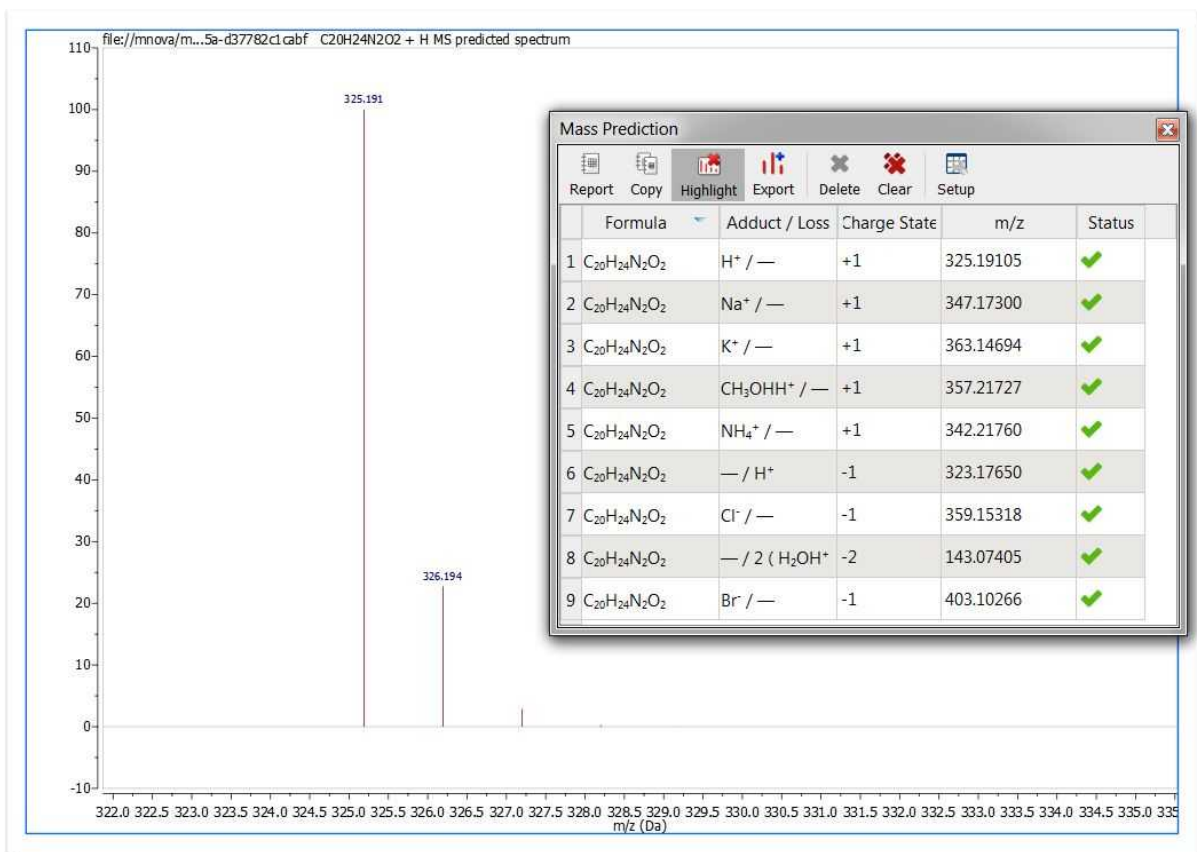 file://mnova/m...5a-d37782c1cabf C20H24N2O2 + H MS predicted spectrum
110
100
90
80
70
60
50
40
30
20
10
0
-10
325.191
326.194
322.0 322.5 323.0 323.5 324.0 324.5 325.0 325.5 326.0 326.5 327.0 327.5 328.0 328.5 329.0 329.5 330.0 330.5 331.0 331.5 332.0 332.5 333.0 333.5 334.0 334.5 335.0 335
m/z (Da)
Mass Prediction
Report Copy Highlight Export Delete Clear Setup
Formula Adduct / Loss Charge State m/z Status
1 C₂₀H₂₄N₂O₂ H⁺ / — +1 325.19105
2 C₂₀H₂₄N₂O₂ Na⁺ / — +1 347.17300
3 C₂₀H₂₄N₂O₂ K⁺ / — +1 363.14694
4 C₂₀H₂₄N₂O₂ CH₃OHH⁺ / — +1 357.21727
5 C₂₀H₂₄N₂O₂ NH₄⁺ / — +1 342.21760
6 C₂₀H₂₄N₂O₂ — / H⁺ -1 323.17650
7 C₂₀H₂₄N₂O₂ Cl⁻ / — -1 359.15318
8 C₂₀H₂₄N₂O₂ — / 2 ( H₂OH⁺ -2 143.07405
9 C₂₀H₂₄N₂O₂ Br⁻ / — -1 403.10266